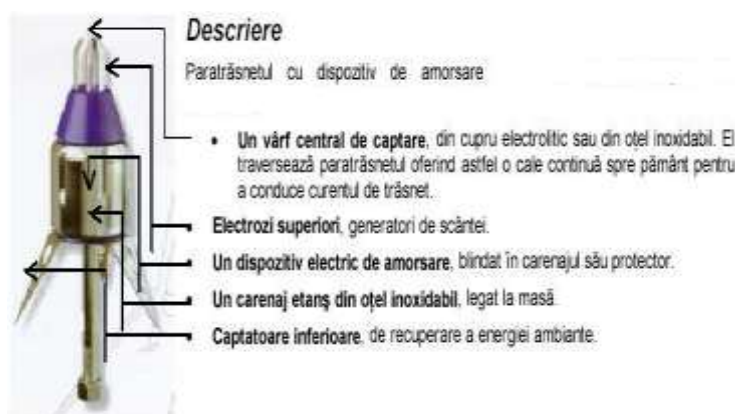 Descriere
Paratrăsnetul cu dispozitiv de amorsare
• Un vârf central de captare, din cupru electrolitic sau din oțel inoxidabil. El
traversează paratrăsnetul oferind astfel o cale continuă spre pământ pentru
a conduce curentul de trăsnet.
• Electrozi superiori, generatori de scântei.
• Un dispozitiv electric de amorsare, blindat în carenajul său protector.
• Un carenaj etanş din oțel inoxidabil, legat la masă.
• Captatoare inferioare, de recuperare a energiei ambiante.